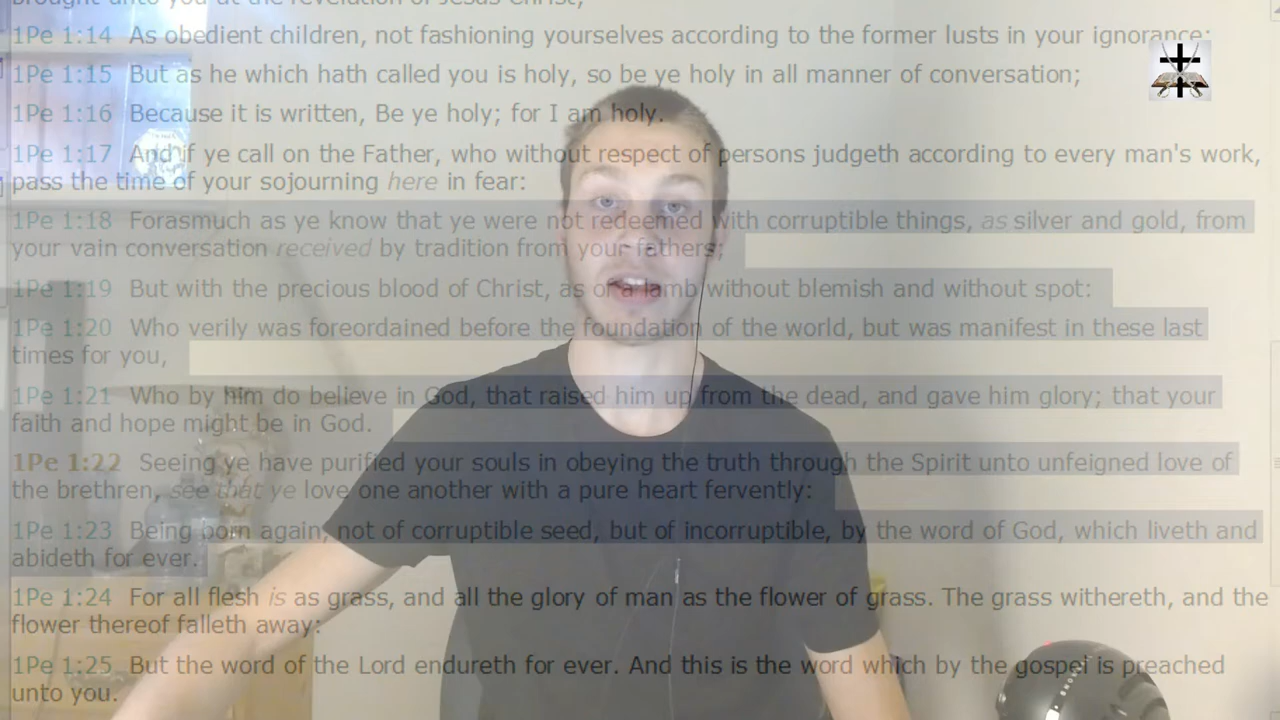 brought unto you at the revelation of Jesus Christ;
1Pe 1:14 As obedient children, not fashioning yourselves according to the former lusts in your ignorance:
1Pe 1:15 But as he which hath called you is holy, so be ye holy in all manner of conversation;
1Pe 1:16 Because it is written, Be ye holy; for I am holy.
1Pe 1:17 And if ye call on the Father, who without respect of persons judgeth according to every man's work,
pass the time of your sojourning here in fear:
1Pe 1:18 Forasmuch as ye know that ye were not redeemed with corruptible things, as silver and gold, from
your vain conversation received by tradition from your fathers;
1Pe 1:19 But with the precious blood of Christ, as of a lamb without blemish and without spot:
1Pe 1:20 Who verily was foreordained before the foundation of the world, but was manifest in these last
times for you,
1Pe 1:21 Who by him do believe in God, that raised him up from the dead, and gave him glory; that your
faith and hope might be in God.
1Pe 1:22 Seeing ye have purified your souls in obeying the truth through the Spirit unto unfeigned love of
the brethren, see that ye love one another with a pure heart fervently:
1Pe 1:23 Being born again, not of corruptible seed, but of incorruptible, by the word of God, which liveth and
abideth for ever.
1Pe 1:24 For all flesh is as grass, and all the glory of man as the flower of grass. The grass withereth, and the
flower thereof falleth away:
1Pe 1:25 But the word of the Lord endureth for ever. And this is the word which by the gospel is preached
unto you.